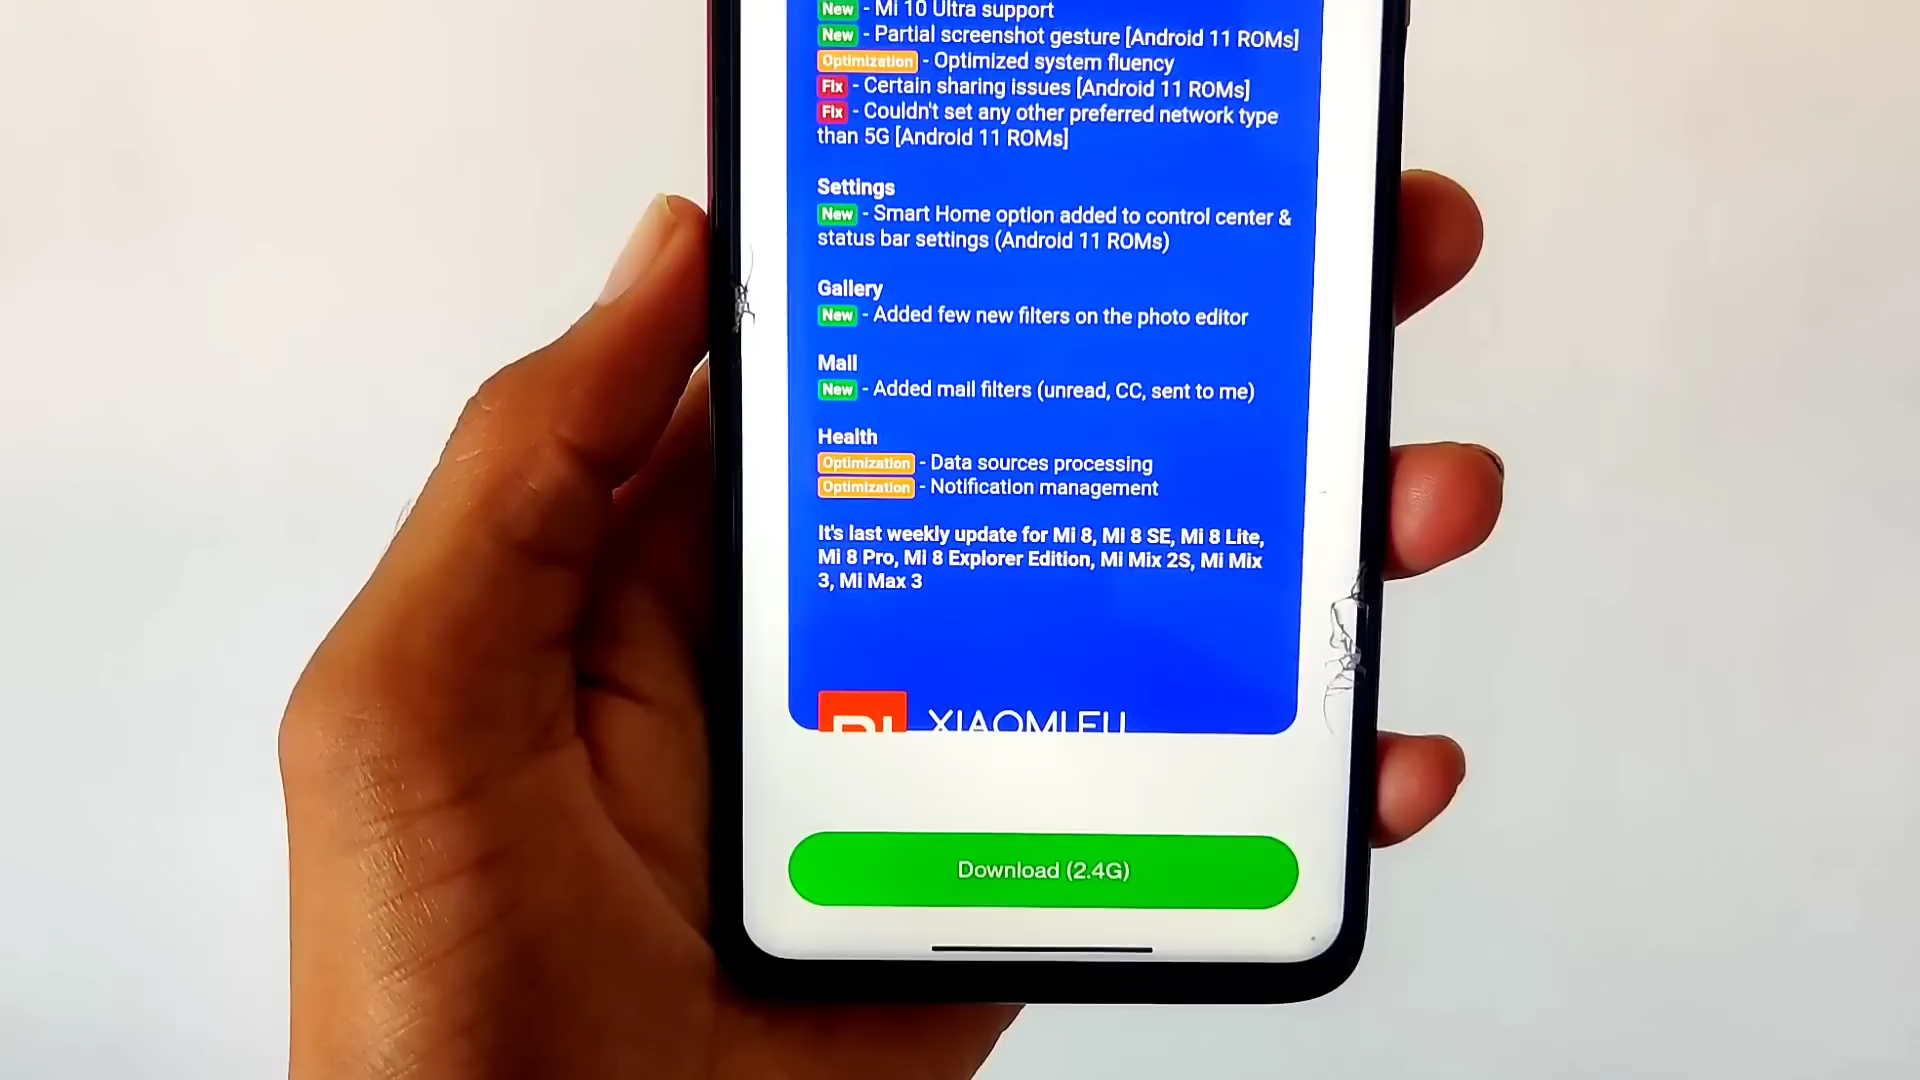 New - Mi 10 Ultra support
New - Partial screenshot gesture [Android 11 ROMs]
Optimization - Optimized system fluency
Fix - Certain sharing issues [Android 11 ROMs]
Fix - Couldn't set any other preferred network type
than 5G [Android 11 ROMs]
Settings
New - Smart Home option added to control center &
status bar settings (Android 11 ROMs)
Gallery
New - Added few new filters on the photo editor
Mail
New - Added mail filters (unread, CC, sent to me)
Health
Optimization - Data sources processing
Optimization - Notification management
It's last weekly update for Mi 8, Mi 8 SE, Mi 8 Lite,
Mi 8 Pro, Mi 8 Explorer Edition, Mi Mix 2S, Mi Mix
3, Mi Max 3
XIAOMI.EU
Download (2.4G)